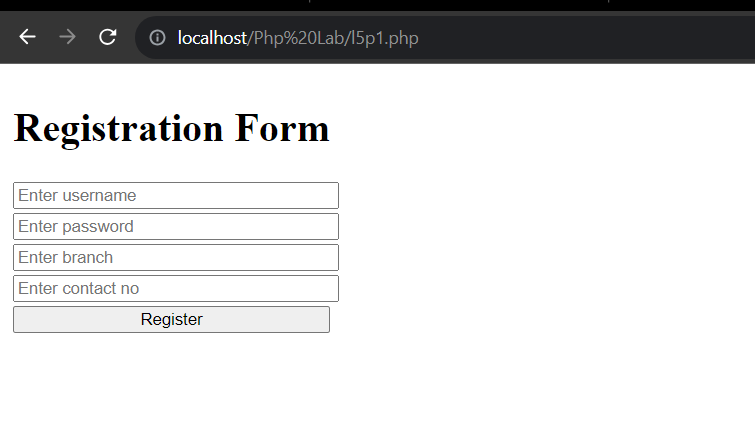 localhost/Php%20Lab/l5p1.php
Registration Form
Enter username
Enter password
Enter branch
Enter contact no
Register